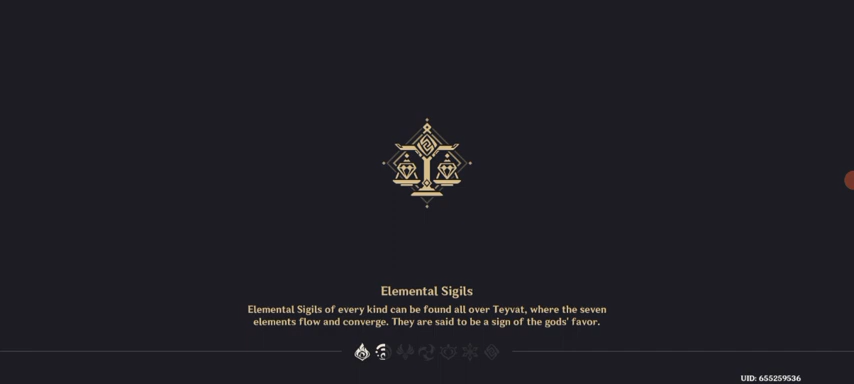 Elemental Sigils
Elemental Sigils of every kind can be found all over Teyvat, where the seven
elements flow and converge. They are said to be a sign of the gods' favor.
UID: 655259536